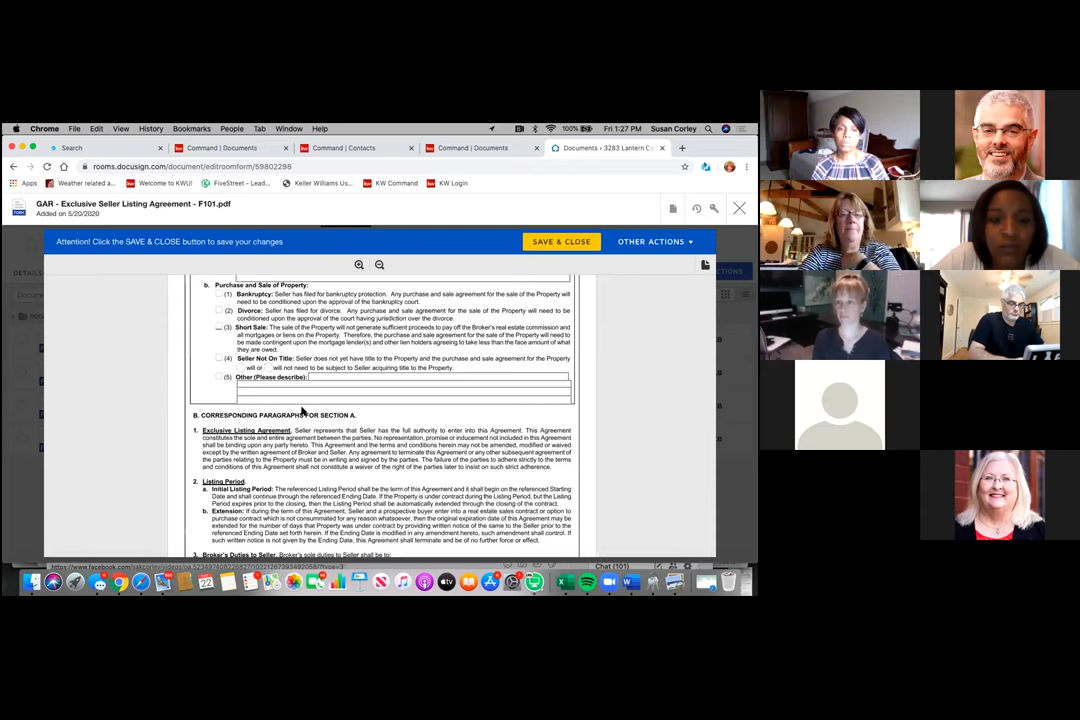 Chrome File Edit View History Bookmarks People Tab Window Help 100% Fri 1:27 PM Susan Corley
Search Command | Documents Command | Contacts Command | Documents Documents › 3283 Lantern C
rooms.docusign.com/document/editroomform/59802298
Apps Weather related a... Welcome to KWU! FiveStreet - Lead... Keller Williams Us... KW Command KW Login
GAR - Exclusive Seller Listing Agreement - F101.pdf
Added on 5/20/2020
Attention! Click the SAVE & CLOSE button to save your changes SAVE & CLOSE OTHER ACTIONS
b. Purchase and Sale of Property:
(1) Bankruptcy: Seller has filed for bankruptcy protection. Any purchase and sale agreement for the sale of the Property will
need to be conditioned upon the approval of the bankruptcy court.
(2) Divorce: Seller has filed for divorce. Any purchase and sale agreement for the sale of the Property will need to be
conditioned upon the approval of the court having jurisdiction over the divorce.
(3) Short Sale: The sale of the Property will not generate sufficient proceeds to pay off the Broker's real estate commission and
all mortgages or liens on the Property. Therefore, the purchase and sale agreement for the sale of the Property will need to
be made contingent upon the mortgage lender(s) and other lien holders agreeing to take less than the face amount of what
they are owed.
(4) Seller Not On Title: Seller does not yet have title to the Property and the purchase and sale agreement for the Property
will or will not need to be subject to Seller acquiring title to the Property.
(5) Other (Please describe):
B. CORRESPONDING PARAGRAPHS FOR SECTION A.
1. Exclusive Listing Agreement. Seller represents that Seller has the full authority to enter into this Agreement. This Agreement
constitutes the sole and entire agreement between the parties. No representation, promise or inducement not included in this Agreement
shall be binding upon any party hereto. This Agreement and the terms and conditions herein may not be amended, modified or waived
except by the written agreement of Broker and Seller. Any agreement to terminate this Agreement or any other subsequent agreement of
the parties relating to the Property must be in writing and signed by the parties. The failure of the parties to adhere strictly to the terms
and conditions of this Agreement shall not constitute a waiver of the right of the parties later to insist on such strict adherence.
2. Listing Period.
a. Initial Listing Period: The referenced Listing Period shall be the term of this Agreement and it shall begin on the referenced Starting
Date and shall continue through the referenced Ending Date. If the Property is under contract during the Listing Period, but the Listing
Period expires prior to the closing, then the Listing Period shall be automatically extended through the closing of the contract.
b. Extension: If during the term of this Agreement, Seller and a prospective buyer enter into a real estate sales contract or option to
purchase contract which is not consummated for any reason whatsoever, then the original expiration date of this Agreement may be
extended for the number of days that Property was under contract by providing written notice of the same to the Seller prior to the
referenced Ending Date set forth herein. If the Ending Date is modified in any amendment hereto, such amendment shall control. If
such written notice is not given by the Ending Date, this Agreement shall terminate and be of no further force or effect.
3. Broker's Duties to Seller. Broker's sole duties to Seller shall be to:
Chat (101)